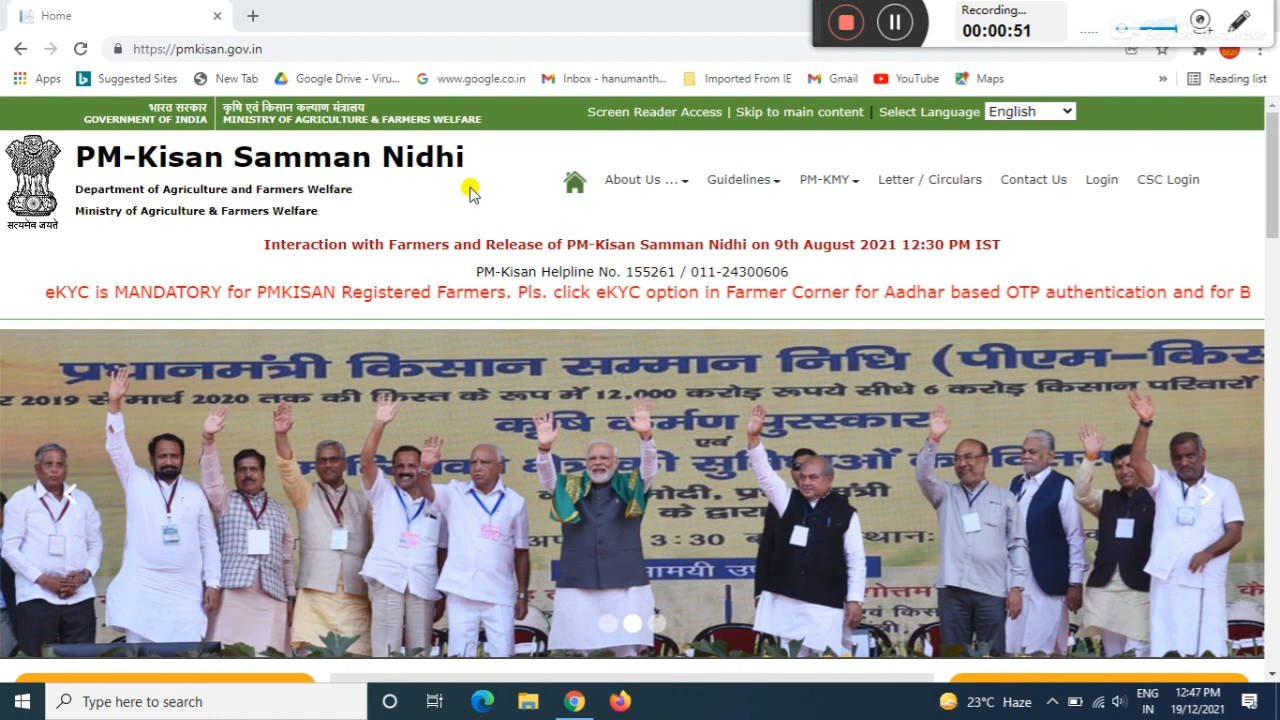 Home
Recording...
00:00:51
https://pmkisan.gov.in
Apps
Suggested Sites
New Tab
Google Drive - Viru...
www.google.co.in
Inbox - hanumanth...
Imported From IE
Gmail
YouTube
Maps
»
Reading list
भारत सरकार
GOVERNMENT OF INDIA
कृषि एवं किसान कल्याण मंत्रालय
MINISTRY OF AGRICULTURE & FARMERS WELFARE
Screen Reader Access | Skip to main content | Select Language English
PM-Kisan Samman Nidhi
Department of Agriculture and Farmers Welfare
Ministry of Agriculture & Farmers Welfare
सत्यमेव जयते
About Us ...
Guidelines
PM-KMY
Letter / Circulars
Contact Us
Login
CSC Login
Interaction with Farmers and Release of PM-Kisan Samman Nidhi on 9th August 2021 12:30 PM IST
PM-Kisan Helpline No. 155261 / 011-24300606
eKYC is MANDATORY for PMKISAN Registered Farmers. Pls. click eKYC option in Farmer Corner for Aadhar based OTP authentication and for B
प्रधानमंत्री किसान सम्मान निधि (पीएम-किस
2019 से मार्च 2020 तक की किस्त के रूप में 12,000 करोड़ रूपये सीधे 6 करोड़ किसान परिवारों
कृषि कर्मण पुरस्कार
एवं
क्षेत्र की सुविधाओं का
मोदी, प्र
के द्वारा
3:30
स्थान:
Type here to search
23°C Haze
ENG
IN
12:47 PM
19/12/2021